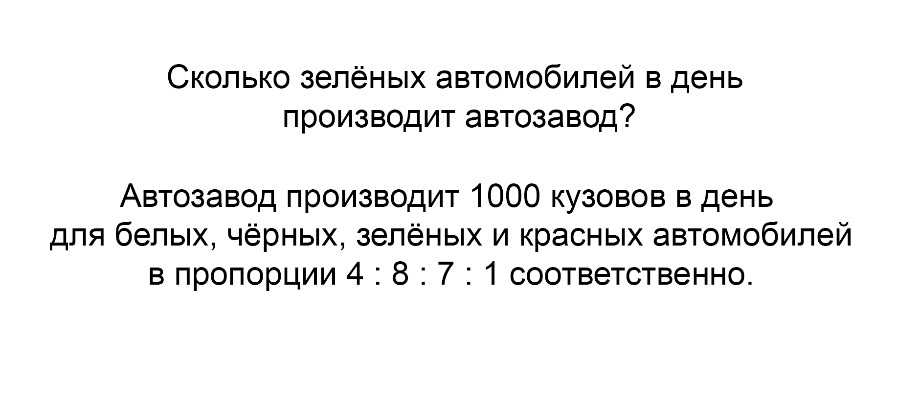 Сколько зелёных автомобилей в день
производит автозавод?
Автозавод производит 1000 кузовов в день
для белых, чёрных, зелёных и красных автомобилей
в пропорции 4 : 8 : 7 : 1 соответственно.